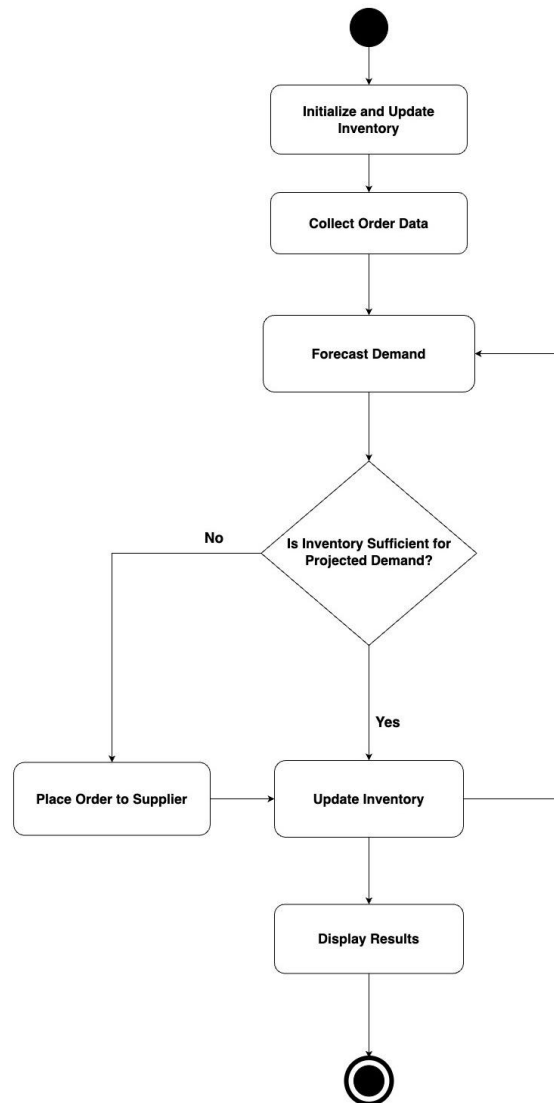 Initialize and Update
Inventory
Collect Order Data
Forecast Demand
Is Inventory Sufficient for
Projected Demand?
No
Yes
Place Order to Supplier
Update Inventory
Display Results